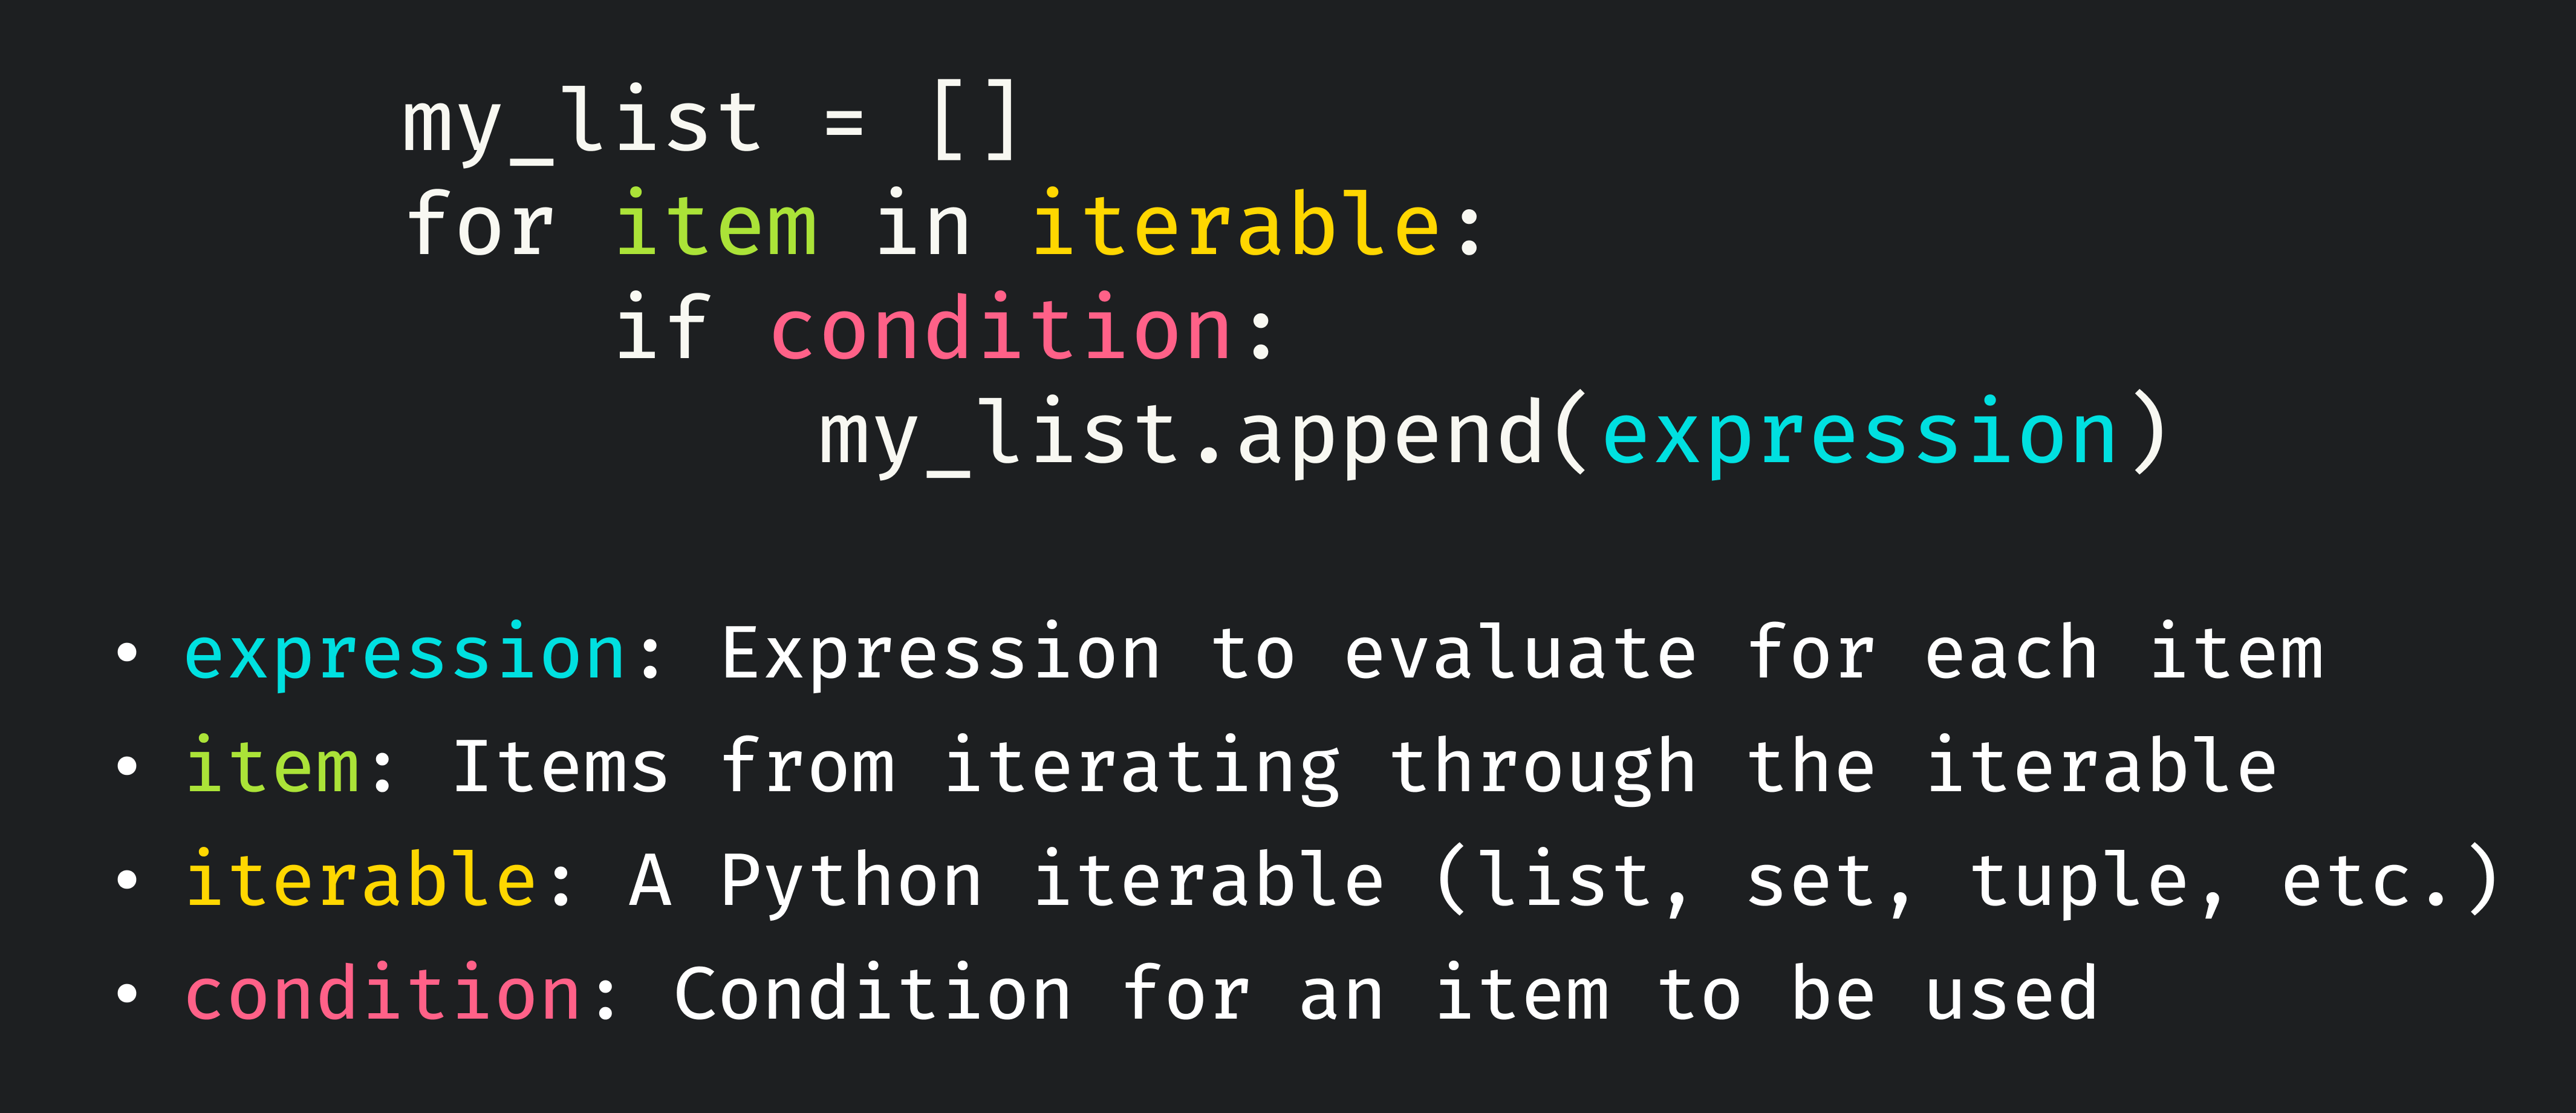 my_list = []
for item in iterable:
    if condition:
        my_list.append(expression)
• expression: Expression to evaluate for each item
• item: Items from iterating through the iterable
• iterable: A Python iterable (list, set, tuple, etc.)
• condition: Condition for an item to be used